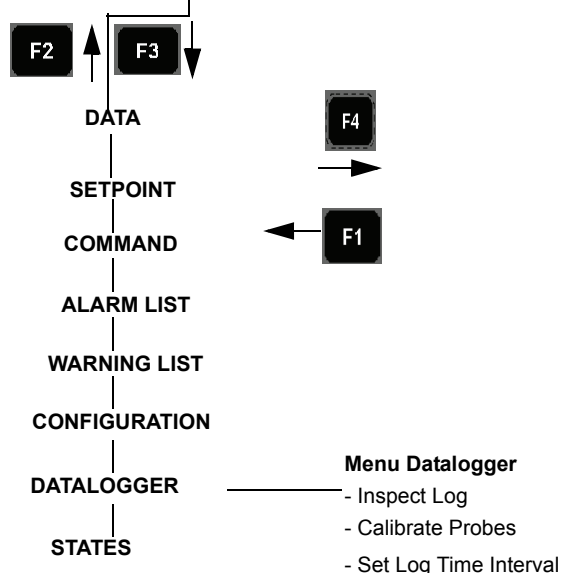 F2
F3
DATA
F4
SETPOINT
COMMAND
F1
ALARM LIST
WARNING LIST
CONFIGURATION
DATALOGGER
Menu Datalogger
- Inspect Log
- Calibrate Probes
- Set Log Time Interval
STATES